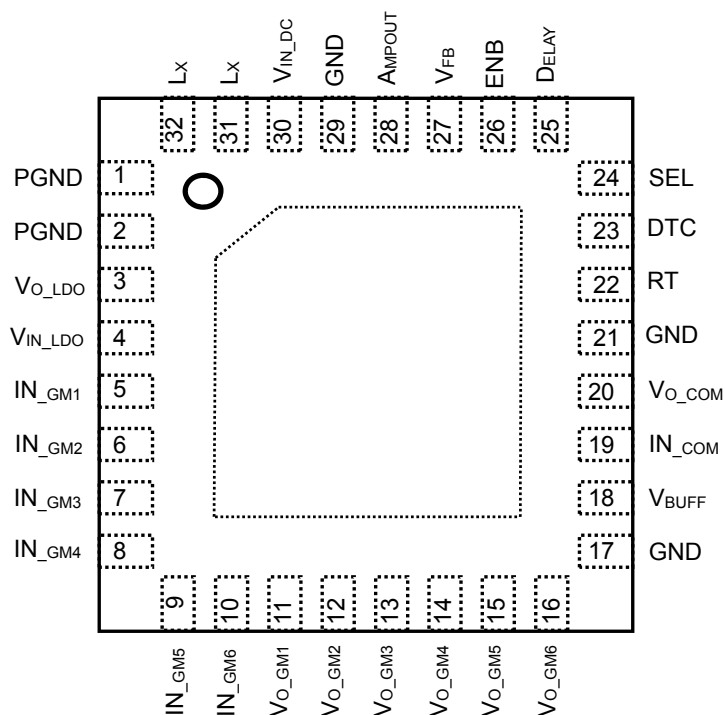 LX LX VIN_DC GND AMPOUT VFB ENB DELAY
32 31 30 29 28 27 26 25
PGND 1
PGND 2
VO_LDO 3
VIN_LDO 4
IN_GM1 5
IN_GM2 6
IN_GM3 7
IN_GM4 8
24 SEL
23 DTC
22 RT
21 GND
20 VO_COM
19 IN_COM
18 VBUFF
17 GND
9 10 11 12 13 14 15 16
IN_GM5 IN_GM6 VO_GM1 VO_GM2 VO_GM3 VO_GM4 VO_GM5 VO_GM6